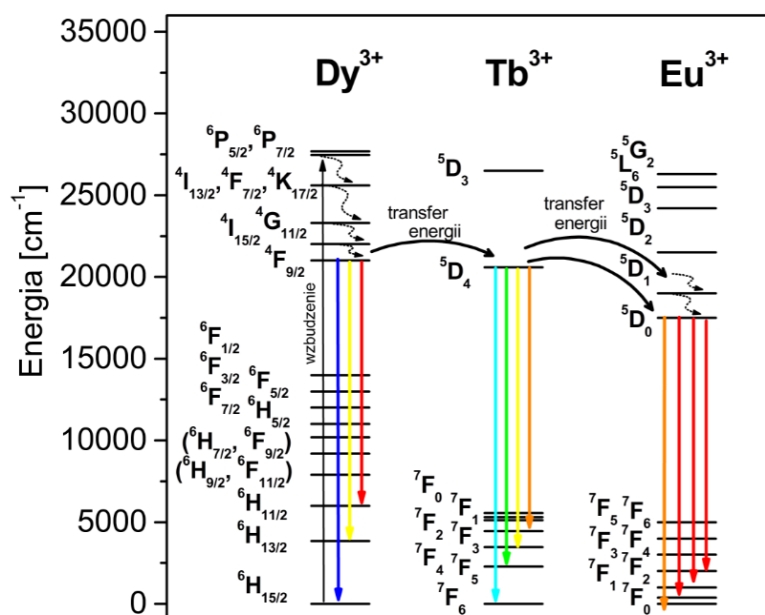 35000
30000
25000
20000
15000
10000
5000
0
Energia [cm⁻¹]
Dy³⁺
Tb³⁺
Eu³⁺
⁶P₅/₂,⁶P₇/₂
⁴I₁₃/₂,⁴F₇/₂,⁴K₁₇/₂
⁴G₁₁/₂
⁴I₁₅/₂
⁴F₉/₂
wzbudzenie
⁶F₁/₂
⁶F₃/₂
⁶F₅/₂
⁶F₇/₂
⁶H₅/₂
(⁶H₇/₂,⁶F₉/₂)
(⁶H₉/₂,⁶F₁₁/₂)
⁶H₁₁/₂
⁶H₁₃/₂
⁶H₁₅/₂
transfer
energii
⁵D₃
⁵D₄
⁷F₀
⁷F₁
⁷F₂
⁷F₃
⁷F₄
⁷F₅
⁷F₆
transfer
energii
⁵G₂
⁵L₆
⁵D₃
⁵D₂
⁵D₁
⁵D₀
⁷F₅
⁷F₆
⁷F₃
⁷F₄
⁷F₁
⁷F₂
⁷F₀